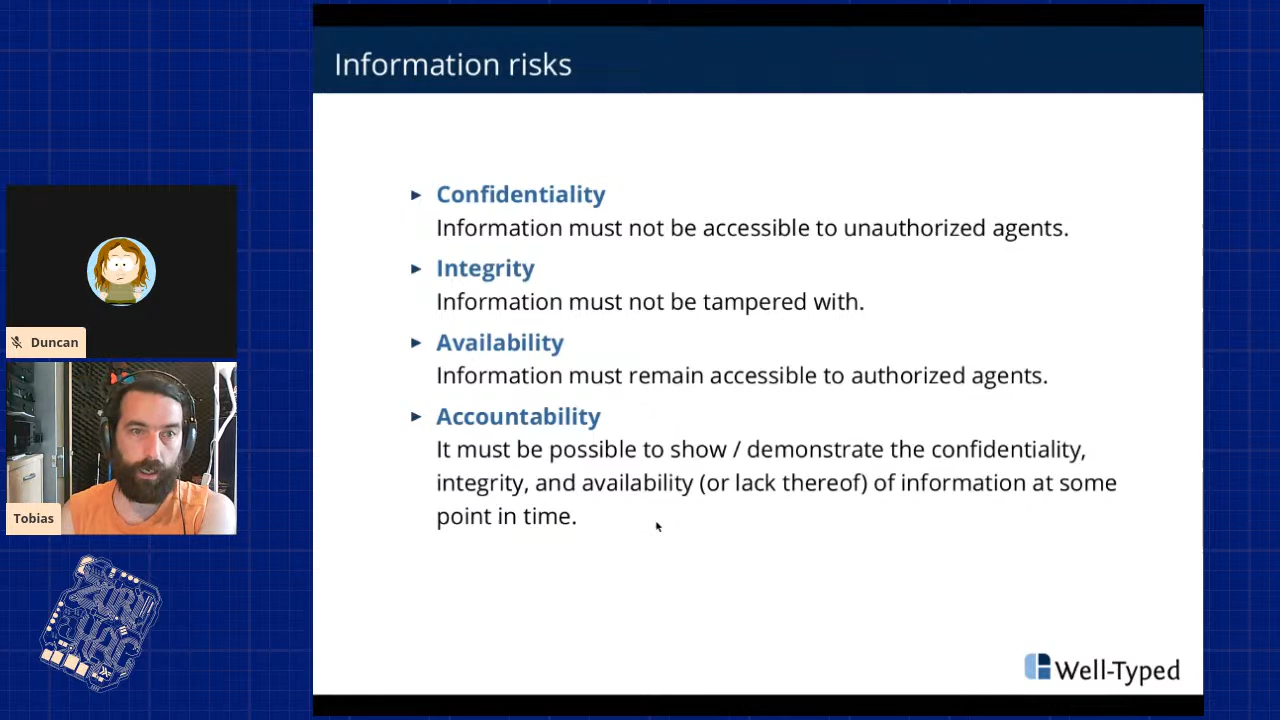 Information risks
► Confidentiality
Information must not be accessible to unauthorized agents.
► Integrity
Information must not be tampered with.
► Availability
Information must remain accessible to authorized agents.
► Accountability
It must be possible to show / demonstrate the confidentiality,
integrity, and availability (or lack thereof) of information at some
point in time.
Well-Typed
Duncan
Tobias
ZURI
HAC